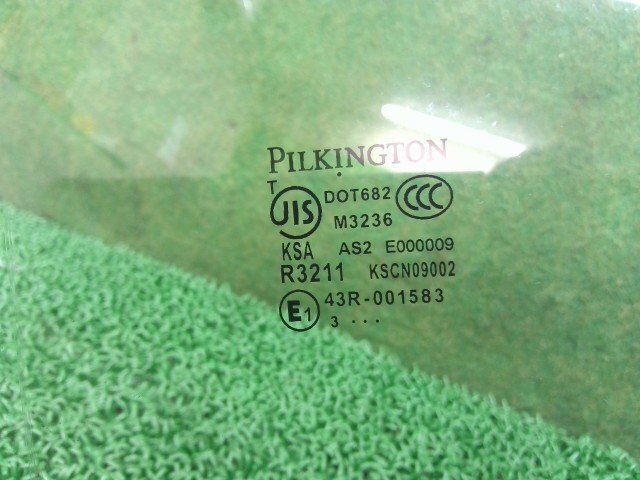 PILKINGTON
T
JIS DOT682 CCC
M3236
KSA AS2 E000009
R3211 KSCN09002
E1 43R-001583
3 ...